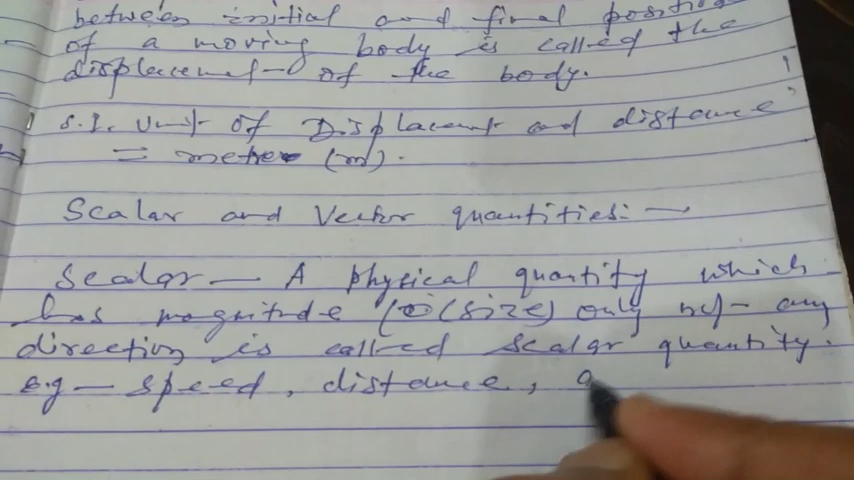 between initial and final position
of a moving body is called the
displacement of the body.
S.I. Unit of Displacement and distance
= metre (m).
Scalar and Vector quantities: —
Scalar — A physical quantity which
has magnitude (size) only not any
direction is called scalar quantity.
e.g — speed, distance,